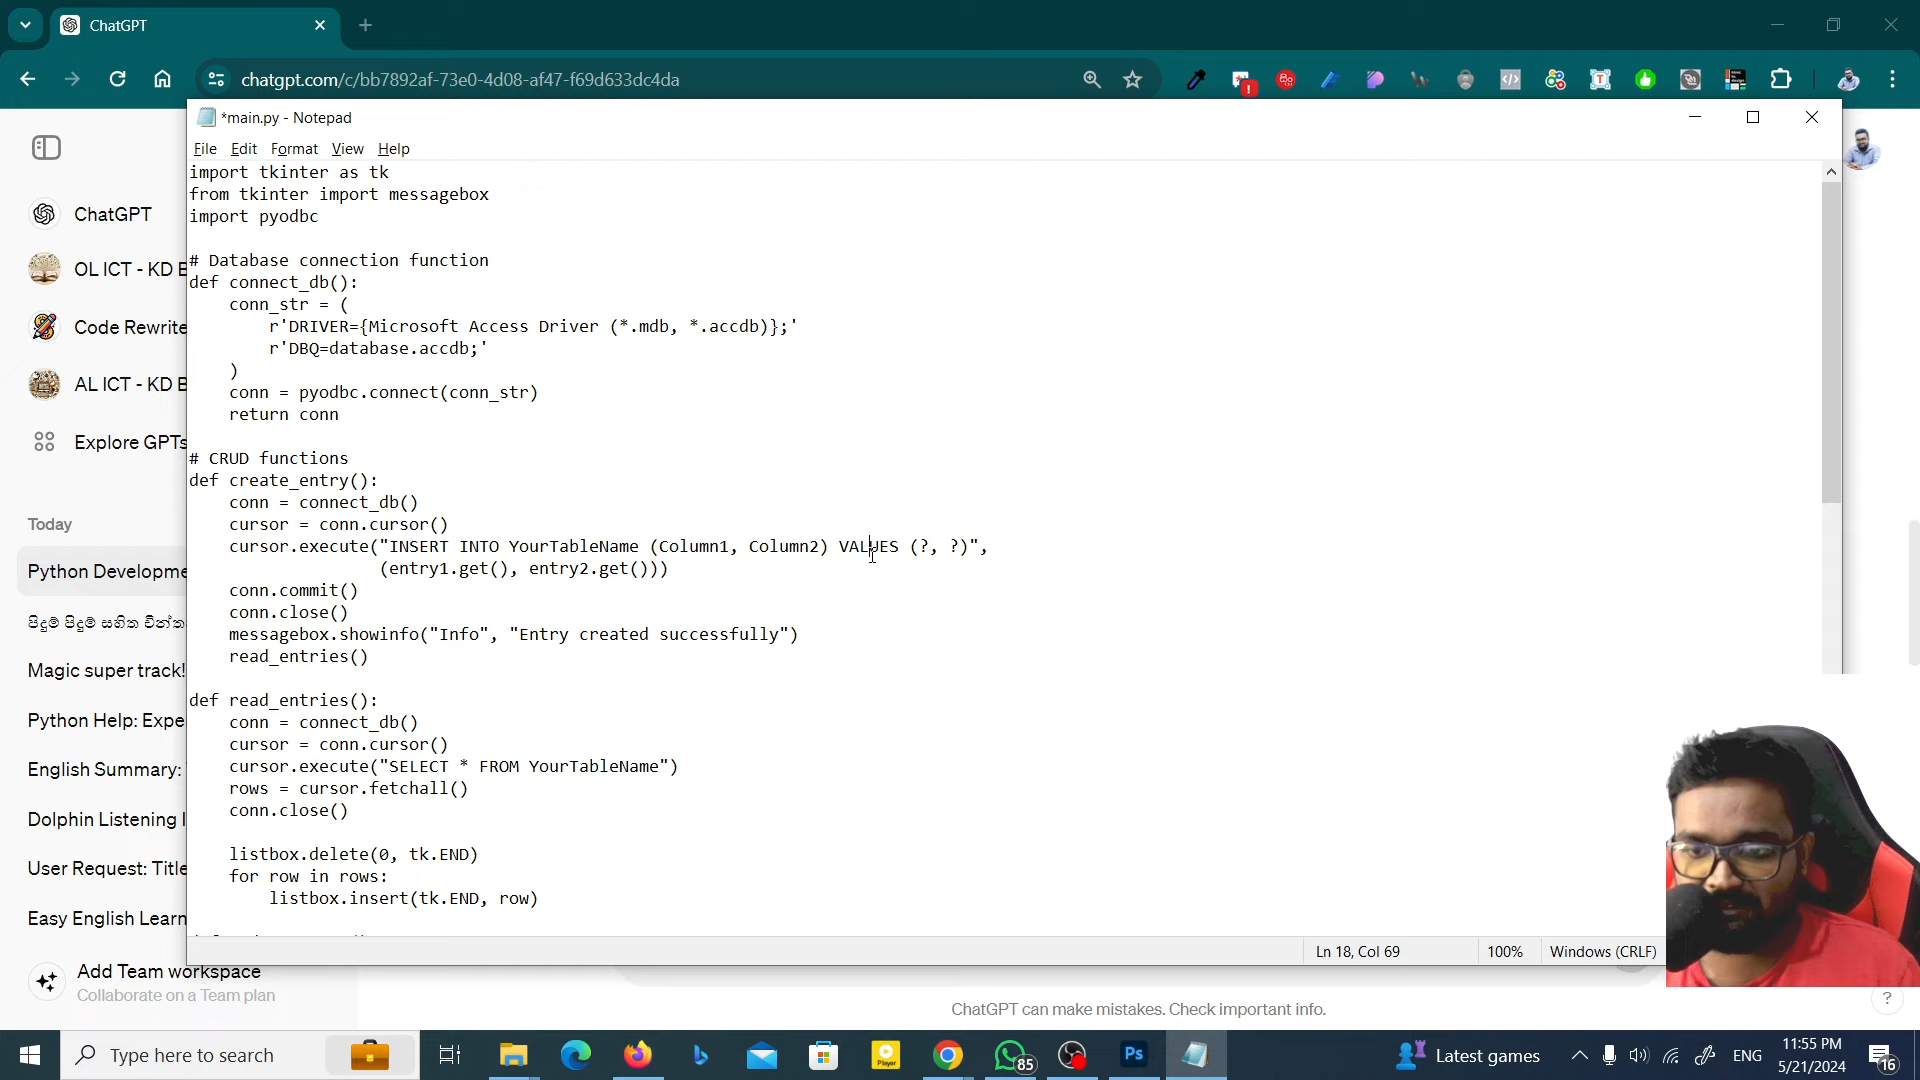 ChatGPT
chatgpt.com/c/bb7892af-73e0-4d08-af47-f69d633dc4da
*main.py - Notepad
File Edit Format View Help
import tkinter as tk
from tkinter import messagebox
import pyodbc
# Database connection function
def connect_db():
conn_str = (
r'DRIVER={Microsoft Access Driver (*.mdb, *.accdb)};'
r'DBQ=database.accdb;'
)
conn = pyodbc.connect(conn_str)
return conn
# CRUD functions
def create_entry():
conn = connect_db()
cursor = conn.cursor()
cursor.execute("INSERT INTO YourTableName (Column1, Column2) VALUES (?, ?)",
(entry1.get(), entry2.get()))
conn.commit()
conn.close()
messagebox.showinfo("Info", "Entry created successfully")
read_entries()
def read_entries():
conn = connect_db()
cursor = conn.cursor()
cursor.execute("SELECT * FROM YourTableName")
rows = cursor.fetchall()
conn.close()
listbox.delete(0, tk.END)
for row in rows:
listbox.insert(tk.END, row)
Ln 18, Col 69
100%
Windows (CRLF)
ChatGPT
OL ICT - KD B
Code Rewrite
AL ICT - KD B
Explore GPTs
Today
Python Developme
පිදුම් පිදුම් සහිත චින්ත
Magic super track!
Python Help: Expe
English Summary:
Dolphin Listening
User Request: Title
Easy English Learn
Add Team workspace
Collaborate on a Team plan
ChatGPT can make mistakes. Check important info.
?
Type here to search
Player
85
Ps
Latest games
ENG
11:55 PM
5/21/2024
16